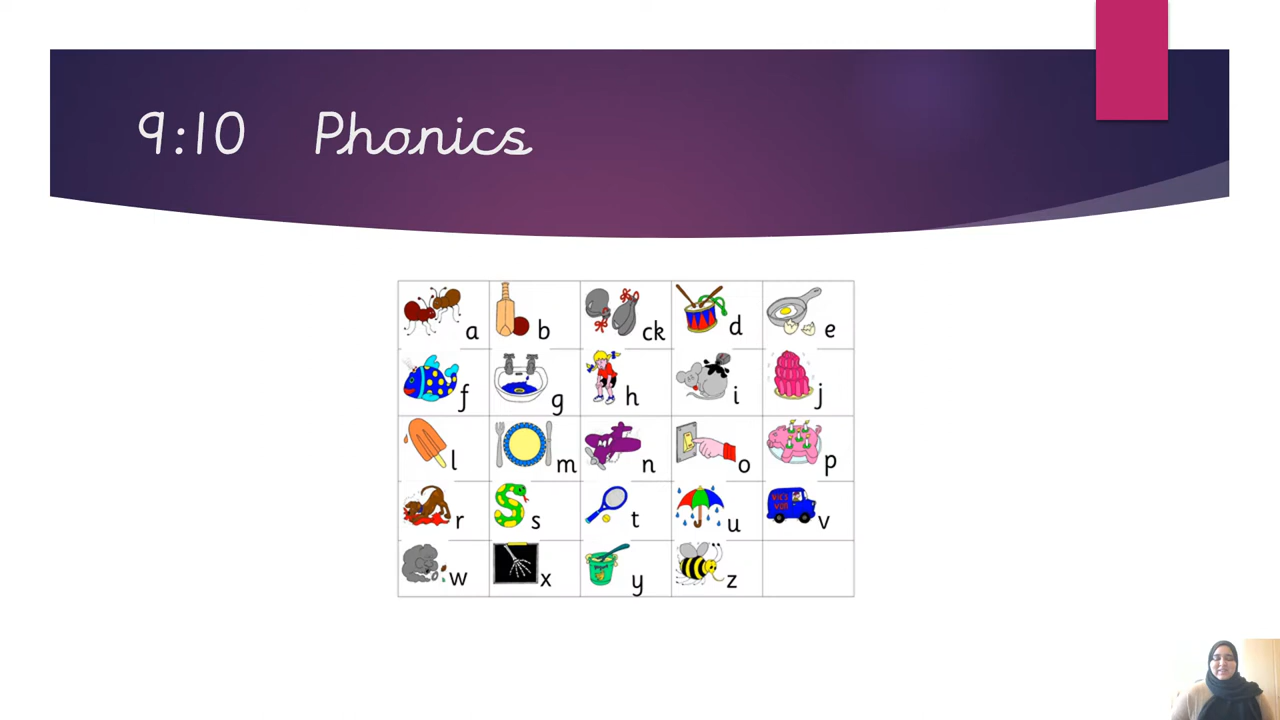 9:10 Phonics
a b ck d e
f g h i j
l m n o p
r s t u v
w x y z